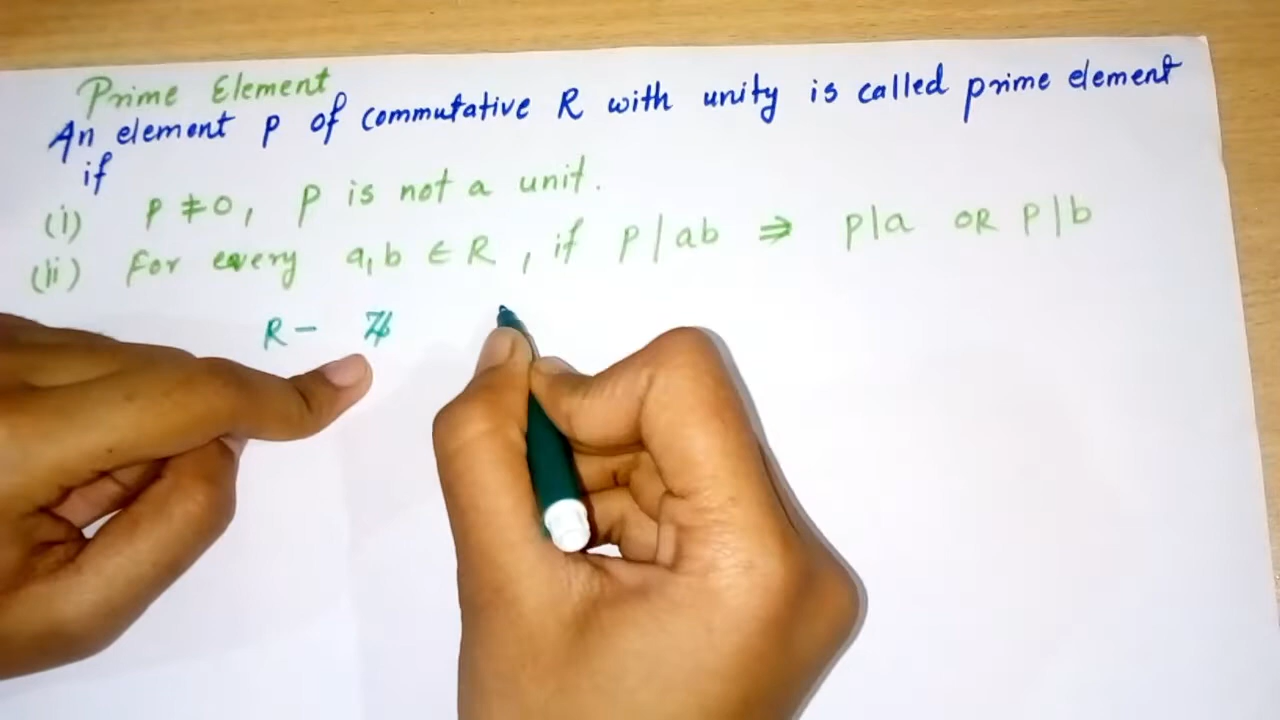 Prime Element
An element p of commutative R with unity is called prime element
if
(i) P ≠ 0, P is not a unit.
(ii) For every a, b ∈ R, if P | ab ⇒ P|a OR P|b
R -